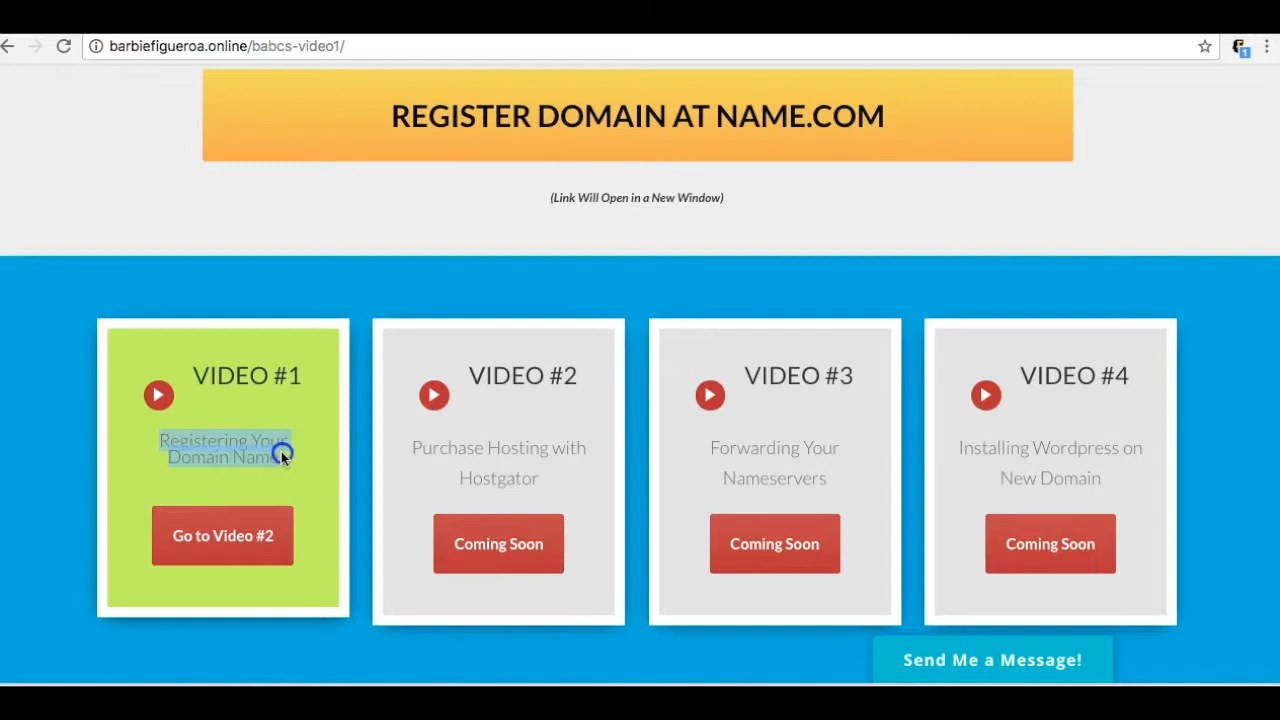 barbiefigueroa.online/babcs-video1/
1
REGISTER DOMAIN AT NAME.COM
(Link Will Open in a New Window)
VIDEO #1
Registering Your
Domain Name
Go to Video #2
VIDEO #2
Purchase Hosting with
Hostgator
Coming Soon
VIDEO #3
Forwarding Your
Nameservers
Coming Soon
VIDEO #4
Installing Wordpress on
New Domain
Coming Soon
Send Me a Message!